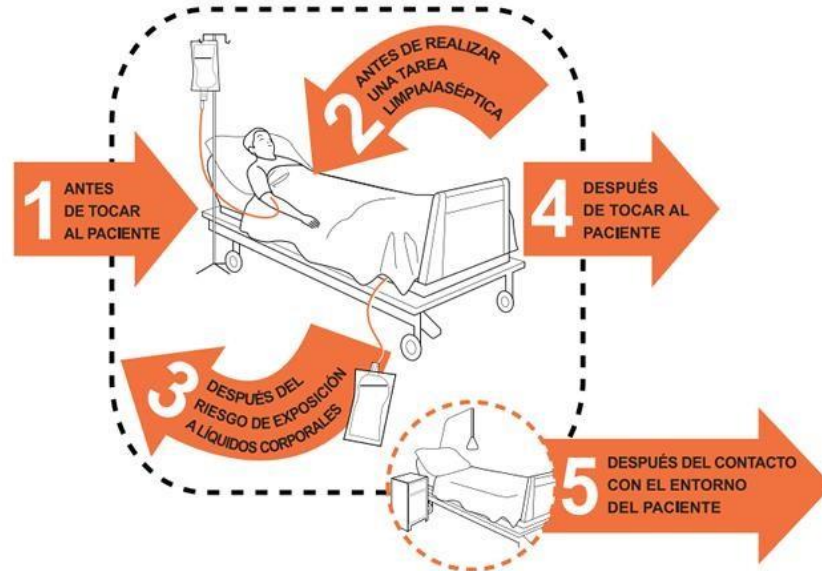 1 ANTES
DE TOCAR
AL PACIENTE
2 ANTES DE REALIZAR
UNA TAREA
LIMPIA/ASÉPTICA
3 DESPUÉS DEL
RIESGO DE EXPOSICIÓN
A LÍQUIDOS CORPORALES
4 DESPUÉS
DE TOCAR AL
PACIENTE
5 DESPUÉS DEL CONTACTO
CON EL ENTORNO
DEL PACIENTE